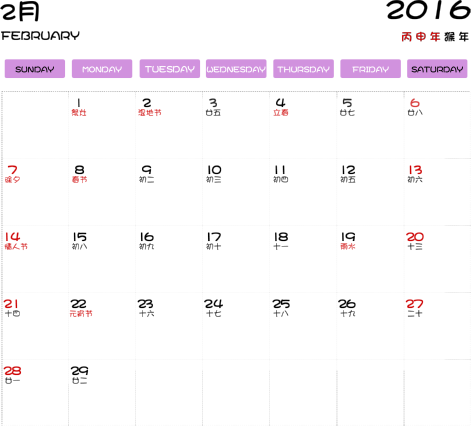 2月 2016
FEBRUARY 丙申年猴年
SUNDAY MONDAY TUESDAY WEDNESDAY THURSDAY FRIDAY SATURDAY
1 2 3 4 5 6
湿地节 廿五 立春 廿七 廿八
7 8 9 10 11 12 13
除夕 春节 初二 初三 初四 初五 初六
14 15 16 17 18 19 20
情人节 初八 初九 初十 十一 雨水 十三
21 22 23 24 25 26 27
十四 元宵节 十六 十七 十八 十九 二十
28 29
廿一 廿二